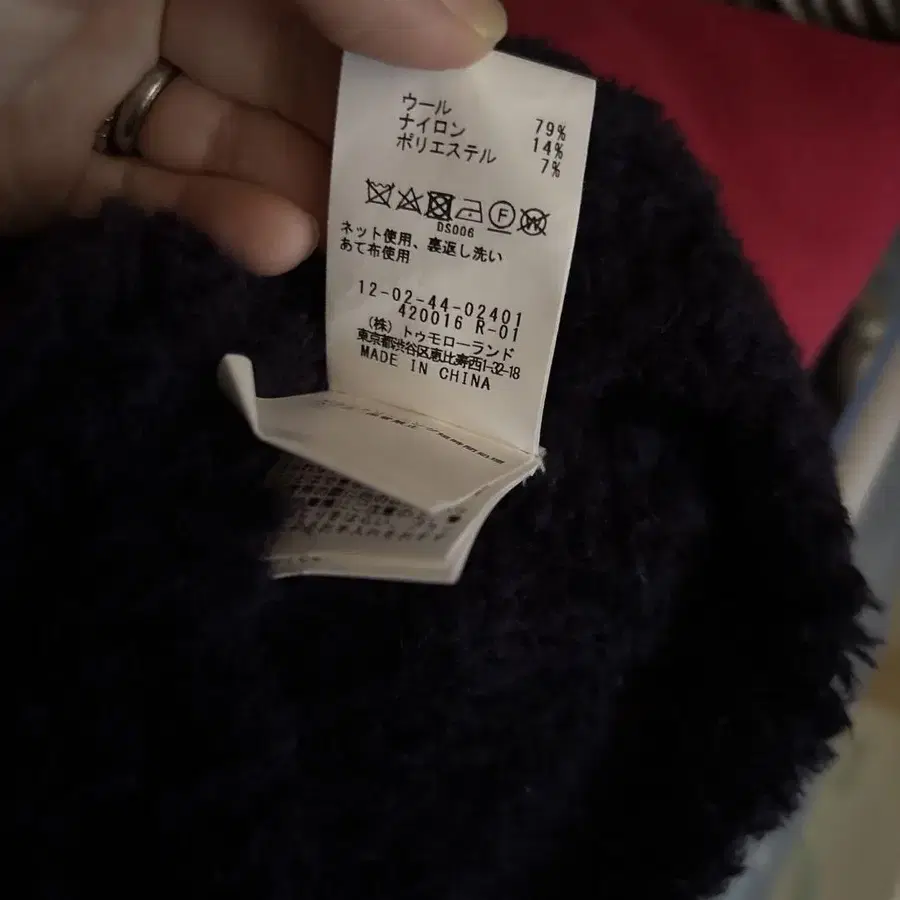 ウール 79%
ナイロン 14%
ポリエステル 7%
F W
DS006
ネット使用、裏返し洗い
あて布使用
12-02-44-02401
420016 R-01
(株) トゥモローランド
東京都渋谷区恵比寿西1-32-18
MADE IN CHINA